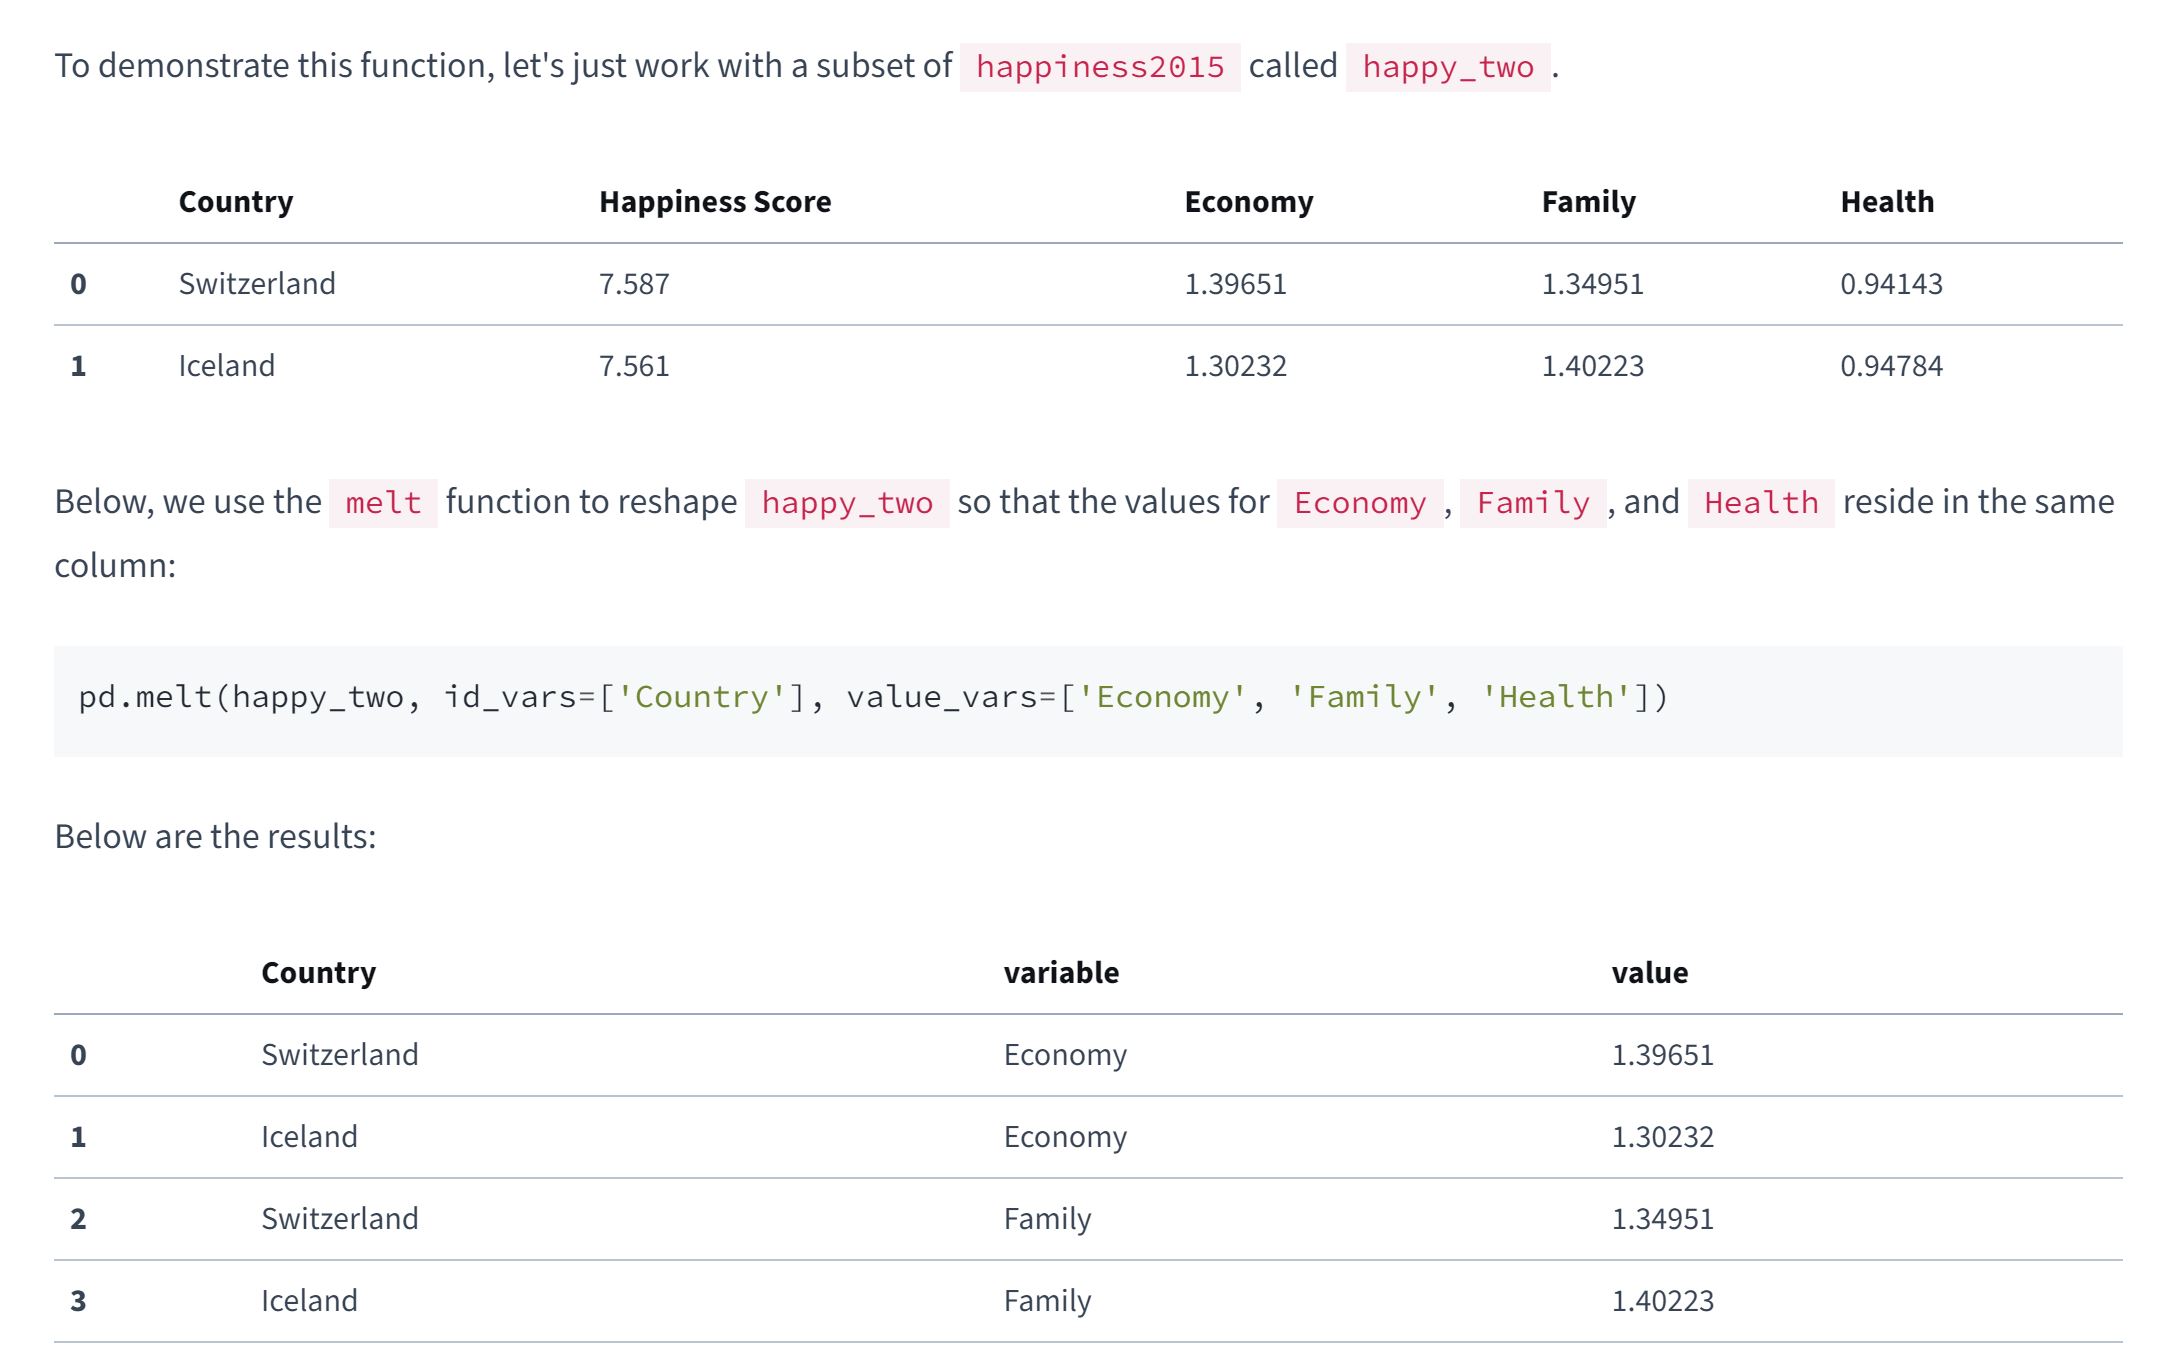 To demonstrate this function, let's just work with a subset of happiness2015 called happy_two.
Country Happiness Score Economy Family Health
0 Switzerland 7.587 1.39651 1.34951 0.94143
1 Iceland 7.561 1.30232 1.40223 0.94784
Below, we use the melt function to reshape happy_two so that the values for Economy, Family, and Health reside in the same
column:
pd.melt(happy_two, id_vars=['Country'], value_vars=['Economy', 'Family', 'Health'])
Below are the results:
Country variable value
0 Switzerland Economy 1.39651
1 Iceland Economy 1.30232
2 Switzerland Family 1.34951
3 Iceland Family 1.40223